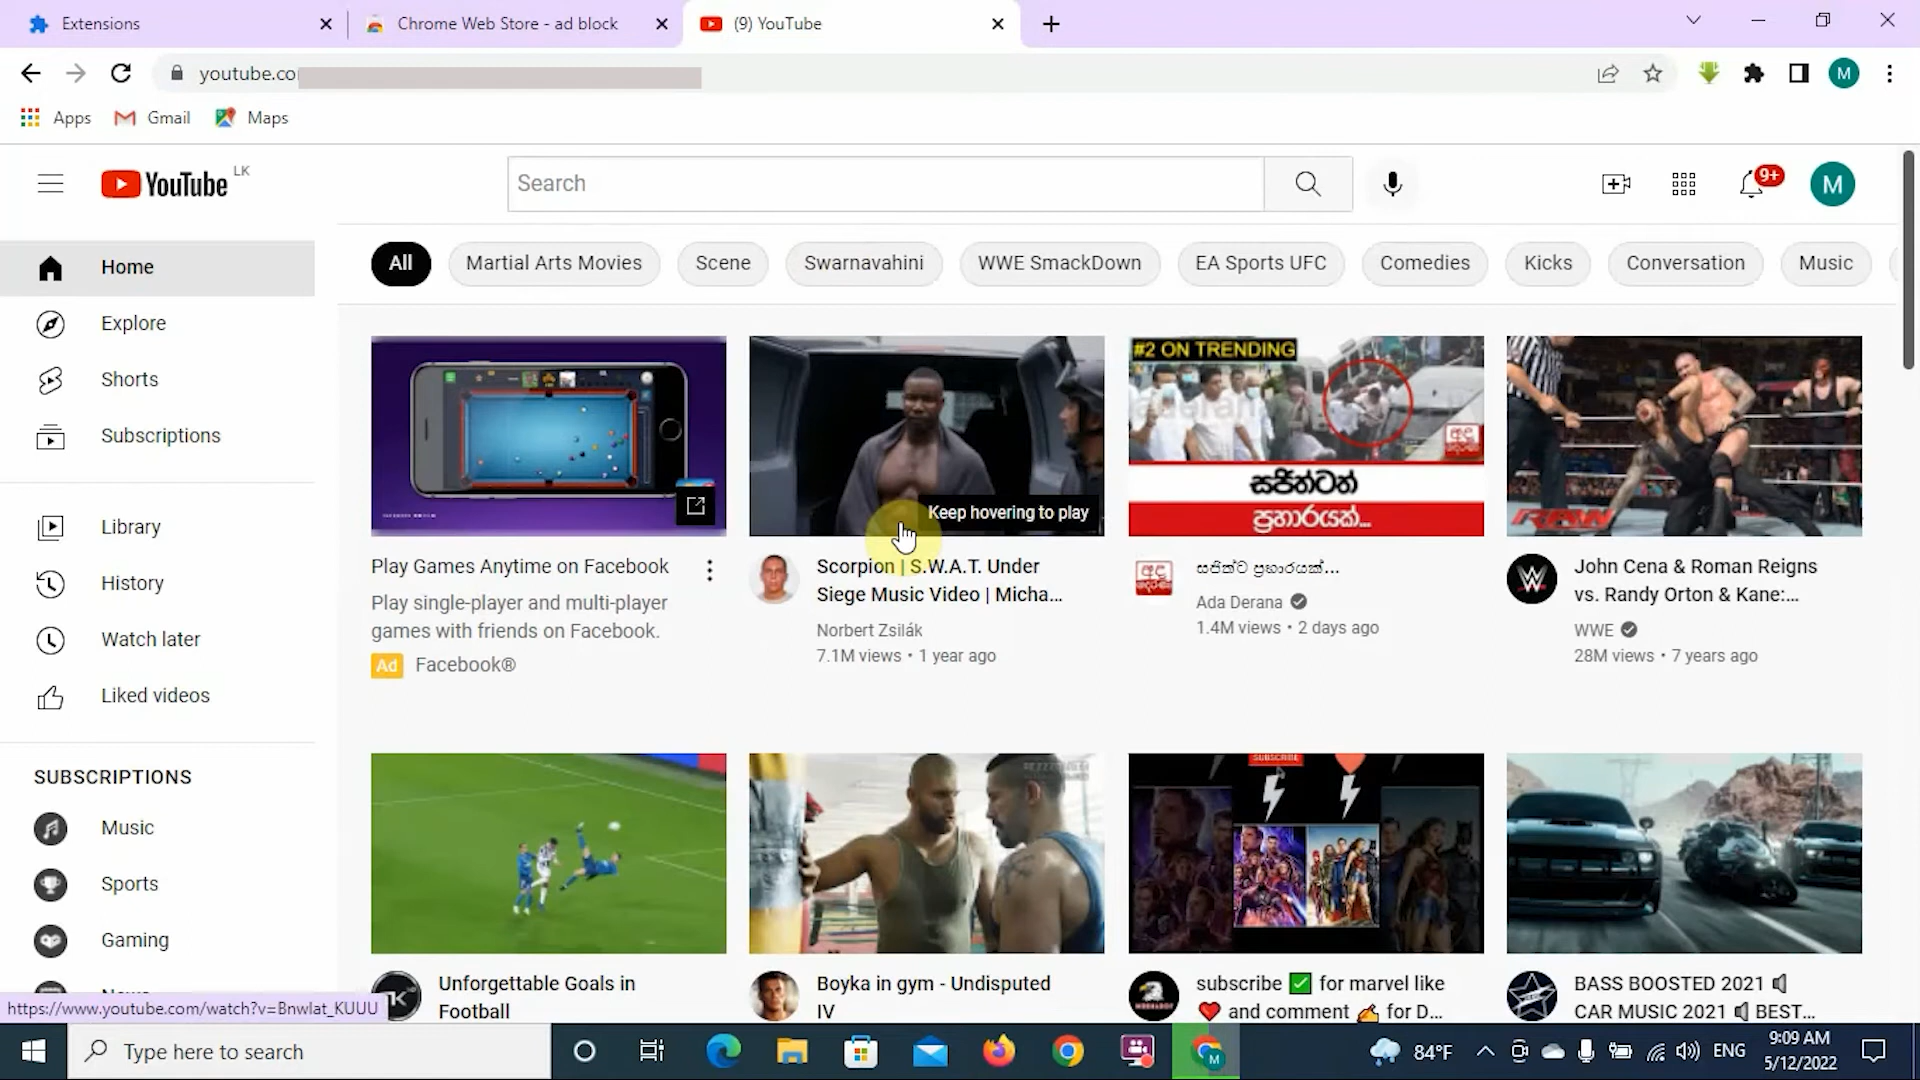 Extensions
Chrome Web Store - ad block
(9) YouTube
youtube.co
M
Apps
Gmail
Maps
YouTube LK
Search
9+
M
Home
Explore
Shorts
Subscriptions
Library
History
Watch later
Liked videos
SUBSCRIPTIONS
Music
Sports
Gaming
All
Martial Arts Movies
Scene
Swarnavahini
WWE SmackDown
EA Sports UFC
Comedies
Kicks
Conversation
Music
Keep hovering to play
#2 ON TRENDING
සජිත්ටත්
ප්‍රහාරයක්...
RAW
Play Games Anytime on Facebook
Play single-player and multi-player
games with friends on Facebook.
Ad Facebook®
Scorpion | S.W.A.T. Under
Siege Music Video | Micha...
Norbert Zsilák
7.1M views • 1 year ago
සජිත්ට ප්‍රහාරයක්...
Ada Derana
1.4M views • 2 days ago
John Cena & Roman Reigns
vs. Randy Orton & Kane:...
WWE
28M views • 7 years ago
SUBSCRIBE
Unforgettable Goals in
Football
Boyka in gym - Undisputed
IV
subscribe ✅ for marvel like
❤️ and comment ✍️ for D...
BASS BOOSTED 2021 🔈
CAR MUSIC 2021 🔈 BEST...
https://www.youtube.com/watch?v=Bnwlat_KUUU
Type here to search
M
84°F
ENG
9:09 AM
5/12/2022